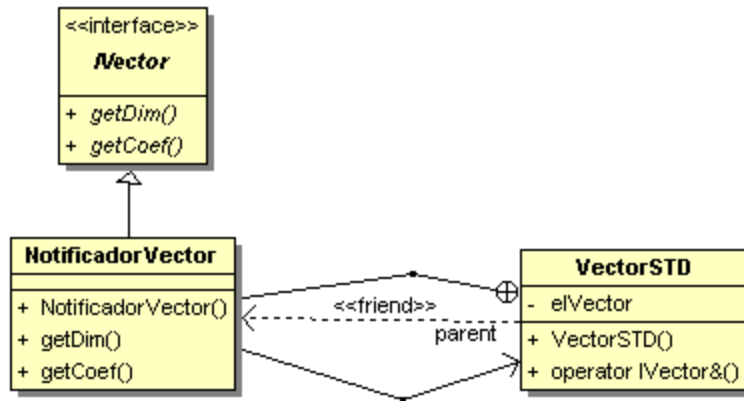 <<interface>>
IVector
+ getDim()
+ getCoef()
NotificadorVector
+ NotificadorVector()
+ getDim()
+ getCoef()
<<friend>>
parent
VectorSTD
- elVector
+ VectorSTD()
+ operator IVector&()